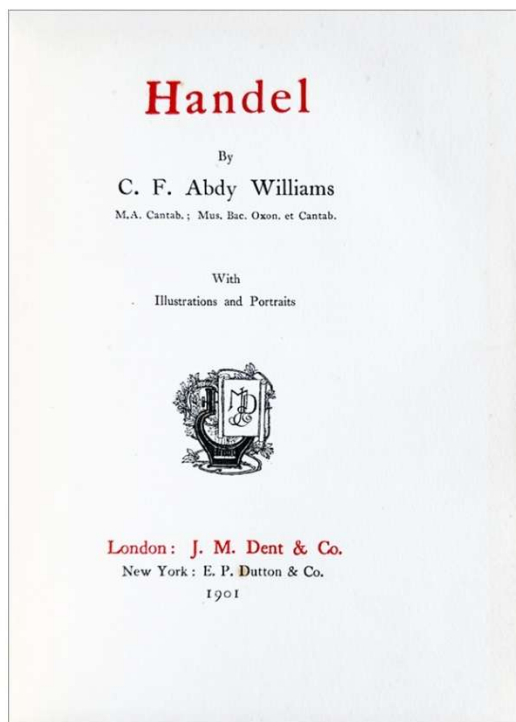 Handel
By
C. F. Abdy Williams
M.A. Cantab.; Mus. Bac. Oxon. et Cantab.
With
Illustrations and Portraits
London: J. M. Dent & Co.
New York: E. P. Dutton & Co.
1901